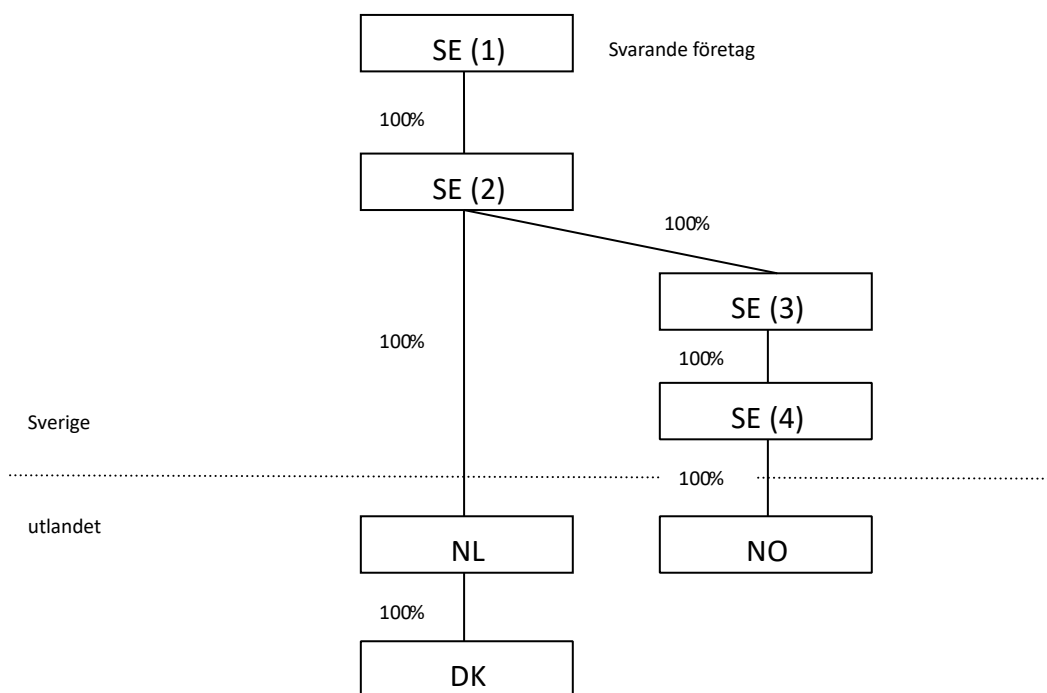 SE (1)
Svarande företag
100%
SE (2)
100%
SE (3)
100%
100%
SE (4)
Sverige
100%
utlandet
NL
NO
100%
DK